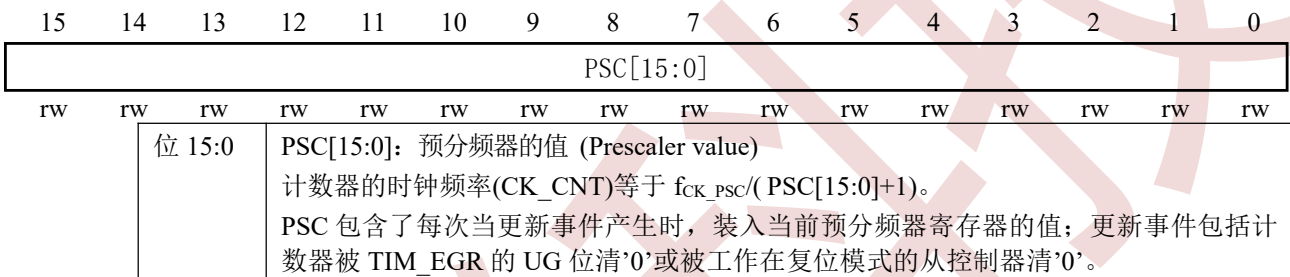 15 14 13 12 11 10 9 8 7 6 5 4 3 2 1 0
PSC[15:0]
rw rw rw rw rw rw rw rw rw rw rw rw rw rw rw rw
位 15:0 PSC[15:0]：预分频器的值 (Prescaler value)
计数器的时钟频率(CK_CNT)等于 fCK_PSC/( PSC[15:0]+1)。
PSC 包含了每次当更新事件产生时，装入当前预分频器寄存器的值；更新事件包括计
数器被 TIM_EGR 的 UG 位清’0’或被工作在复位模式的从控制器清’0’。